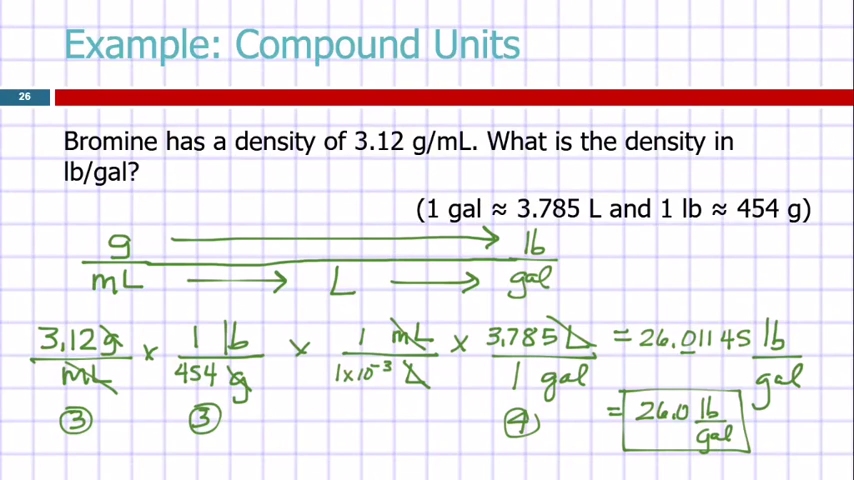 Example: Compound Units
26
Bromine has a density of 3.12 g/mL. What is the density in
lb/gal?
(1 gal ≈ 3.785 L and 1 lb ≈ 454 g)
g → lb
mL → L → gal
3.12 g/mL × 1 lb/454 g × 1 mL/1x10⁻³ L × 3.785 L/1 gal = 26.01145 lb/gal
③ ③ ④ = 26.0 lb/gal